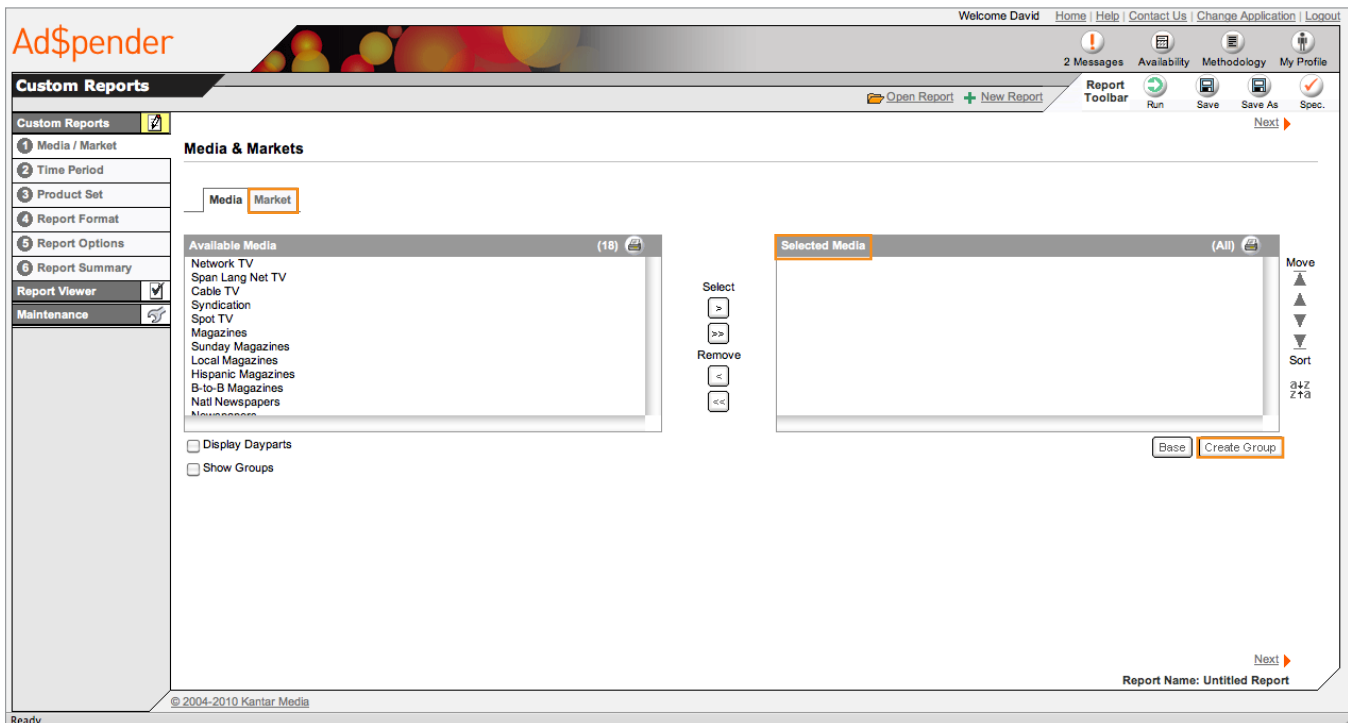 Welcome David Home | Help | Contact Us | Change Application | Logout
Ad$pender
2 Messages Availability Methodology My Profile
Custom Reports
Open Report New Report
Report Toolbar Run Save Save As Spec.
Custom Reports
Next
1 Media / Market
Media & Markets
2 Time Period
3 Product Set
Media Market
4 Report Format
5 Report Options
Available Media (18)
Selected Media (All)
6 Report Summary
Report Viewer
Maintenance
Network TV
Span Lang Net TV
Cable TV
Syndication
Spot TV
Magazines
Sunday Magazines
Local Magazines
Hispanic Magazines
B-to-B Magazines
Natl Newspapers
Newspapers
Select
>
>>
Remove
<
<<
Move
Sort
a↓z
z↑a
Display Dayparts
Base Create Group
Show Groups
Next
Report Name: Untitled Report
© 2004-2010 Kantar Media
Ready